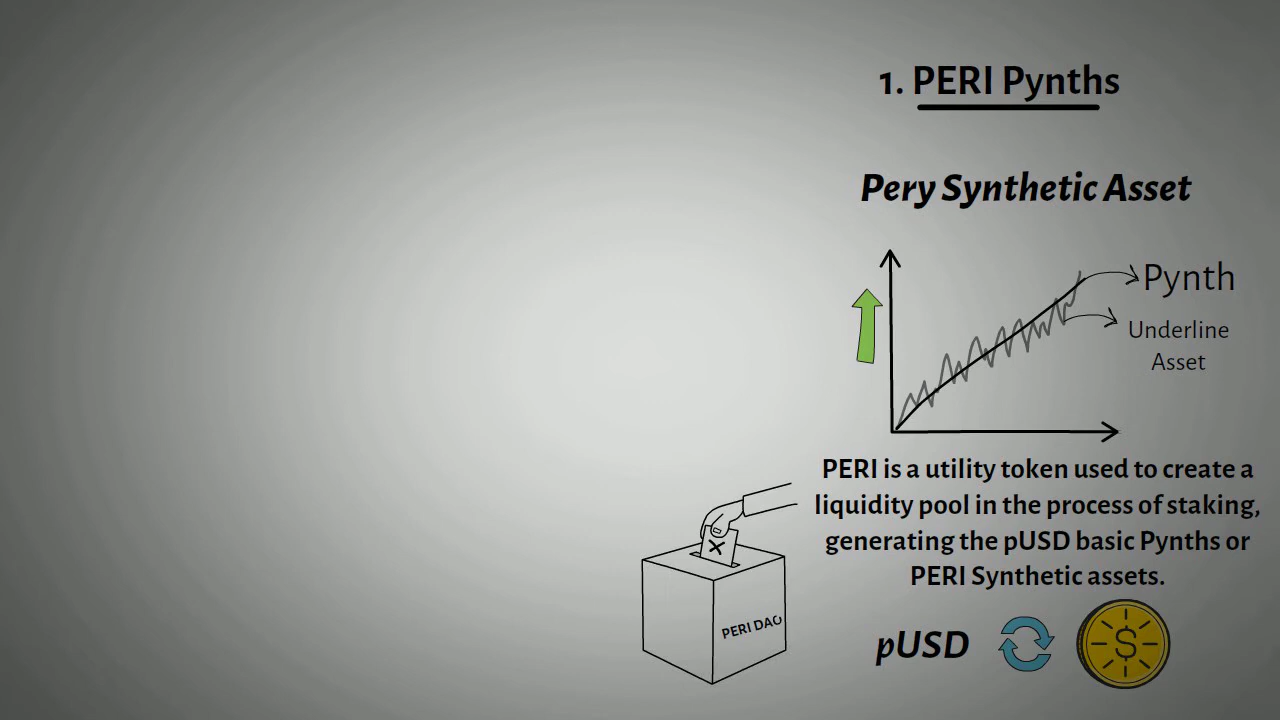 1. PERI Pynths
Pery Synthetic Asset
Pynth
Underline
Asset
PERI is a utility token used to create a
liquidity pool in the process of staking,
generating the pUSD basic Pynths or
PERI Synthetic assets.
PERI DAO
pUSD
S